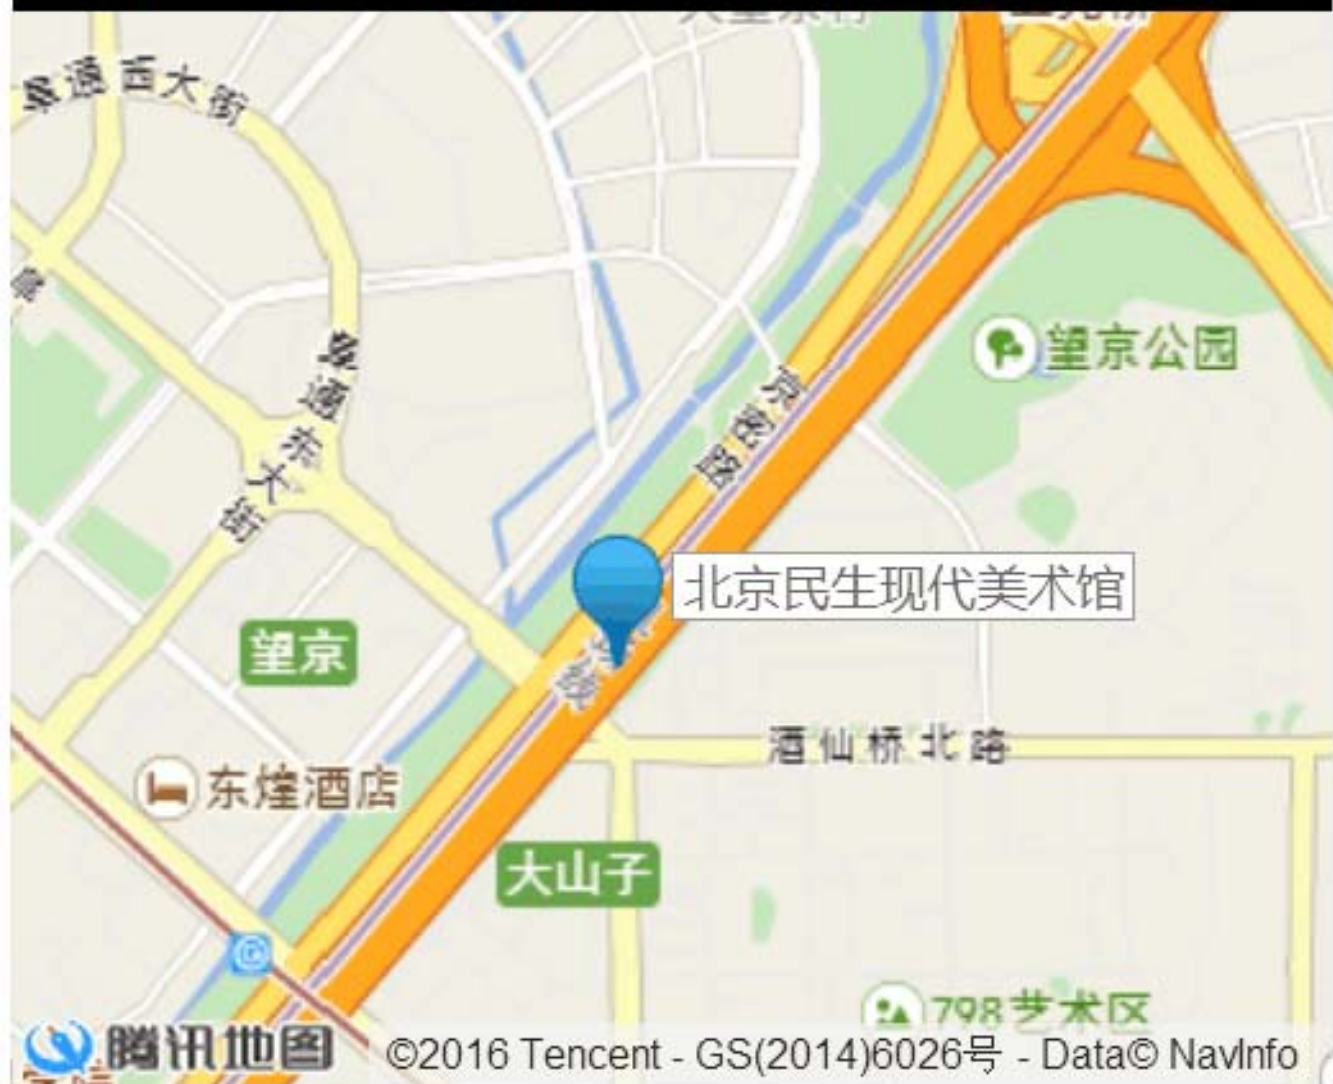 阜通西大街
阜通东大街
京密路
望京公园
北京民生现代美术馆
望京
酒仙桥北路
东煌酒店
大山子
798艺术区
腾讯地图
©2016 Tencent - GS(2014)6026号 - Data© NavInfo